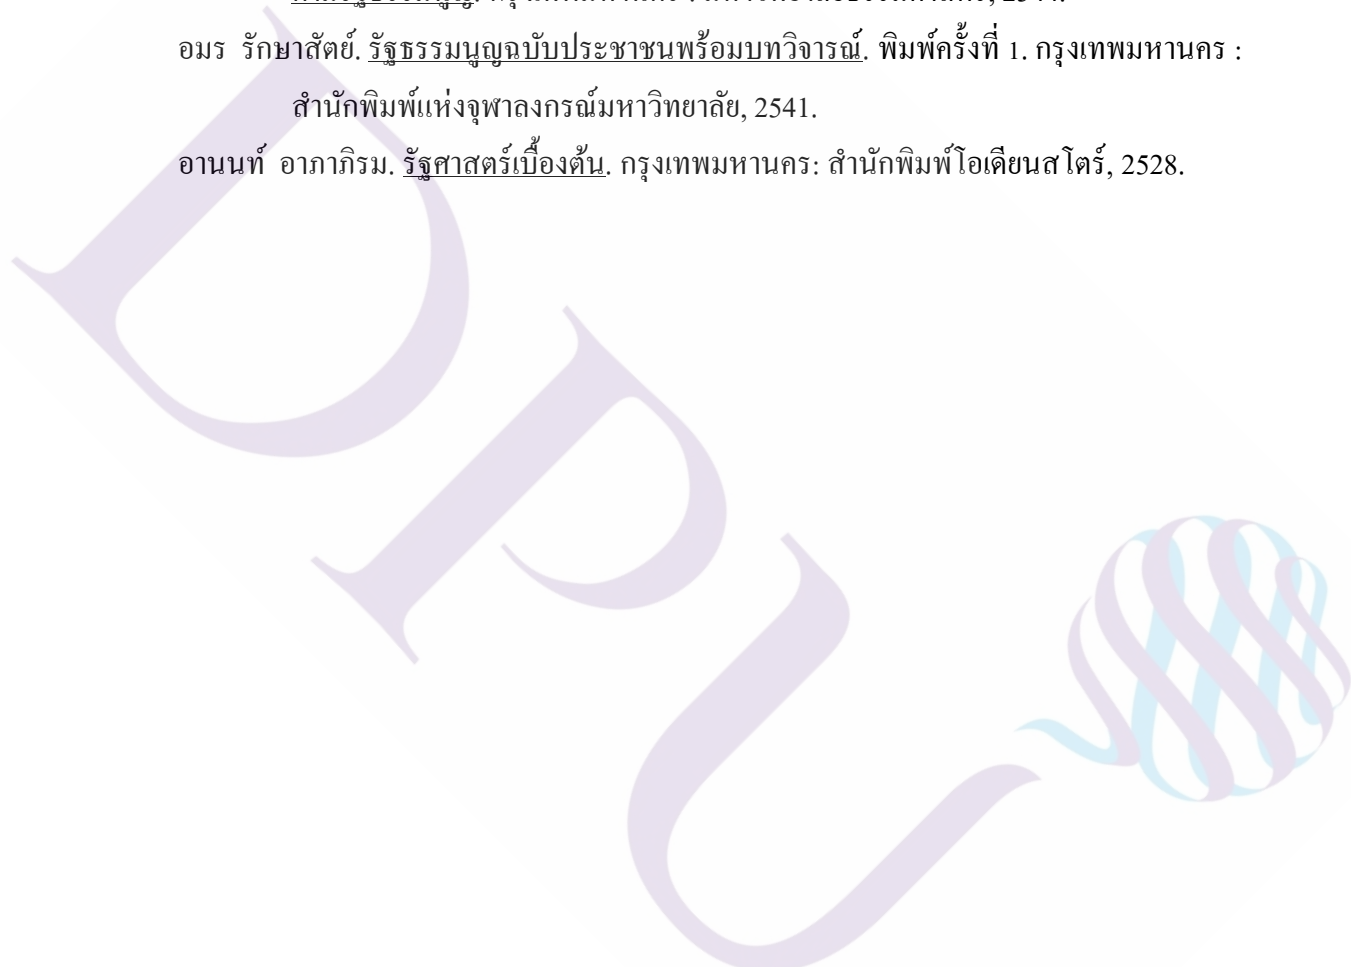 อมร รักษาสัตย์. รัฐธรรมนูญฉบับประชาชนพร้อมบทวิจารณ์. พิมพ์ครั้งที่ 1. กรุงเทพมหานคร :
สำนักพิมพ์แห่งจุฬาลงกรณ์มหาวิทยาลัย, 2541.
อานนท์ อาภาภิรม. รัฐศาสตร์เบื้องต้น. กรุงเทพมหานคร: สำนักพิมพ์โอเดียนสโตร์, 2528.
DPU